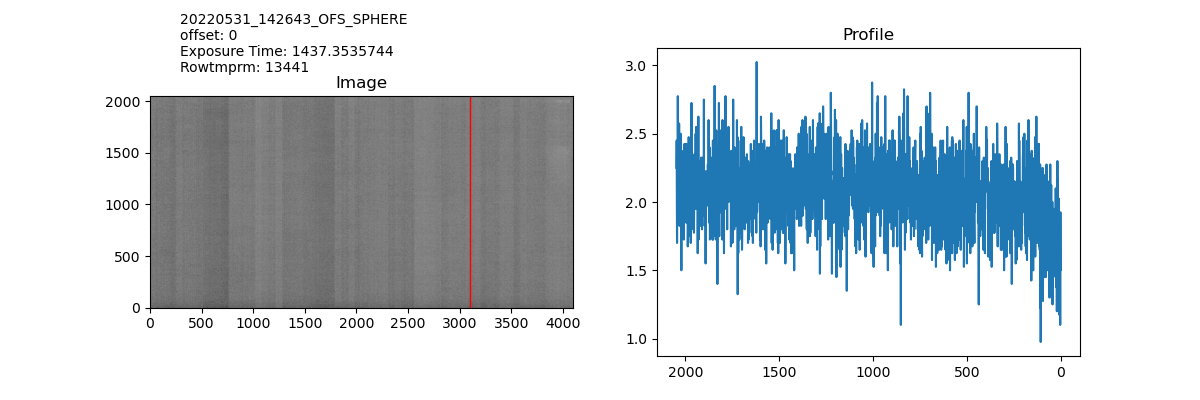 20220531_142643_OFS_SPHERE
offset: 0
Exposure Time: 1437.3535744
Rowtmprm: 13441
Image
2000
1500
1000
500
0
0 500 1000 1500 2000 2500 3000 3500 4000
Profile
3.0
2.5
2.0
1.5
1.0
2000 1500 1000 500 0